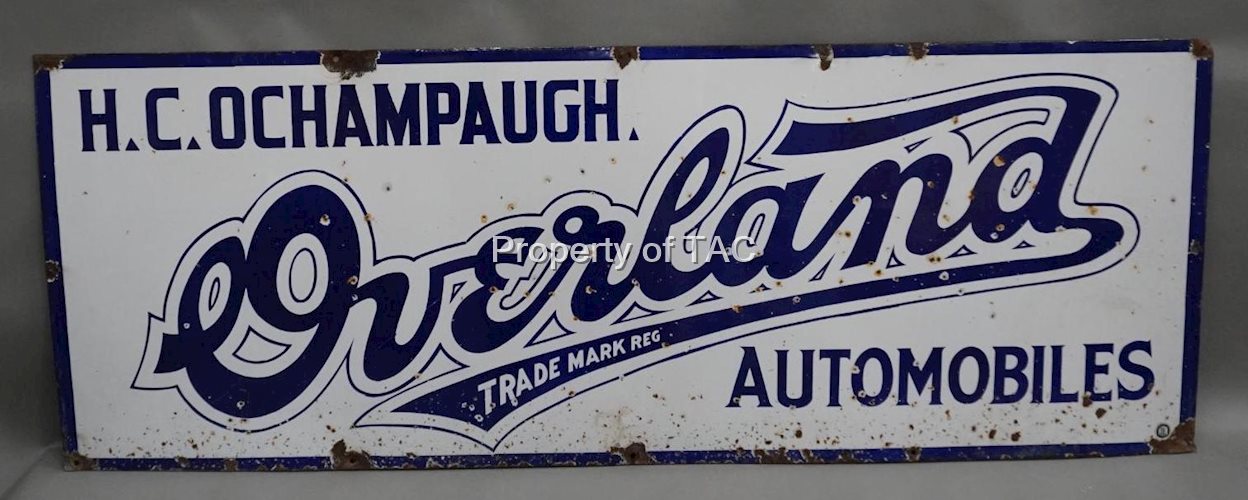 H.C. OCHAMPAUGH.
Overland
Property of TAC
TRADE MARK REG
AUTOMOBILES